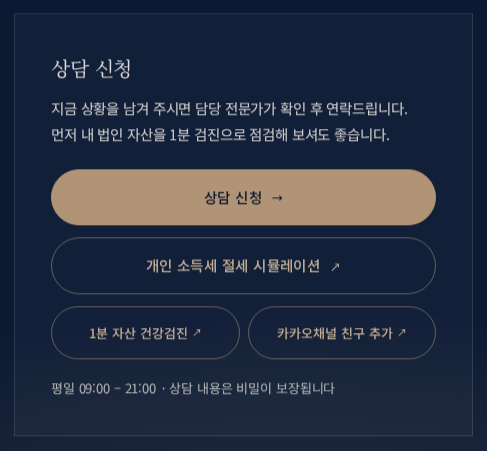 상담 신청
지금 상황을 남겨 주시면 담당 전문가가 확인 후 연락드립니다.
먼저 내 법인 자산을 1분 검진으로 점검해 보셔도 좋습니다.
상담 신청 →
개인 소득세 절세 시뮬레이션 ↗
1분 자산 건강검진 ↗
카카오채널 친구 추가 ↗
평일 09:00 – 21:00 · 상담 내용은 비밀이 보장됩니다